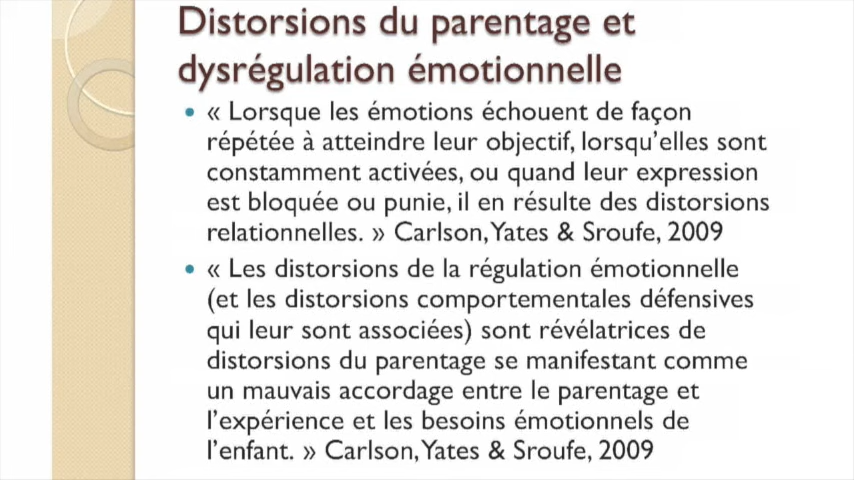 Distorsions du parentage et
dysrégulation émotionnelle
• « Lorsque les émotions échouent de façon
répétée à atteindre leur objectif, lorsqu'elles sont
constamment activées, ou quand leur expression
est bloquée ou punie, il en résulte des distorsions
relationnelles. » Carlson, Yates & Sroufe, 2009
• « Les distorsions de la régulation émotionnelle
(et les distorsions comportementales défensives
qui leur sont associées) sont révélatrices de
distorsions du parentage se manifestant comme
un mauvais accordage entre le parentage et
l'expérience et les besoins émotionnels de
l'enfant. » Carlson, Yates & Sroufe, 2009